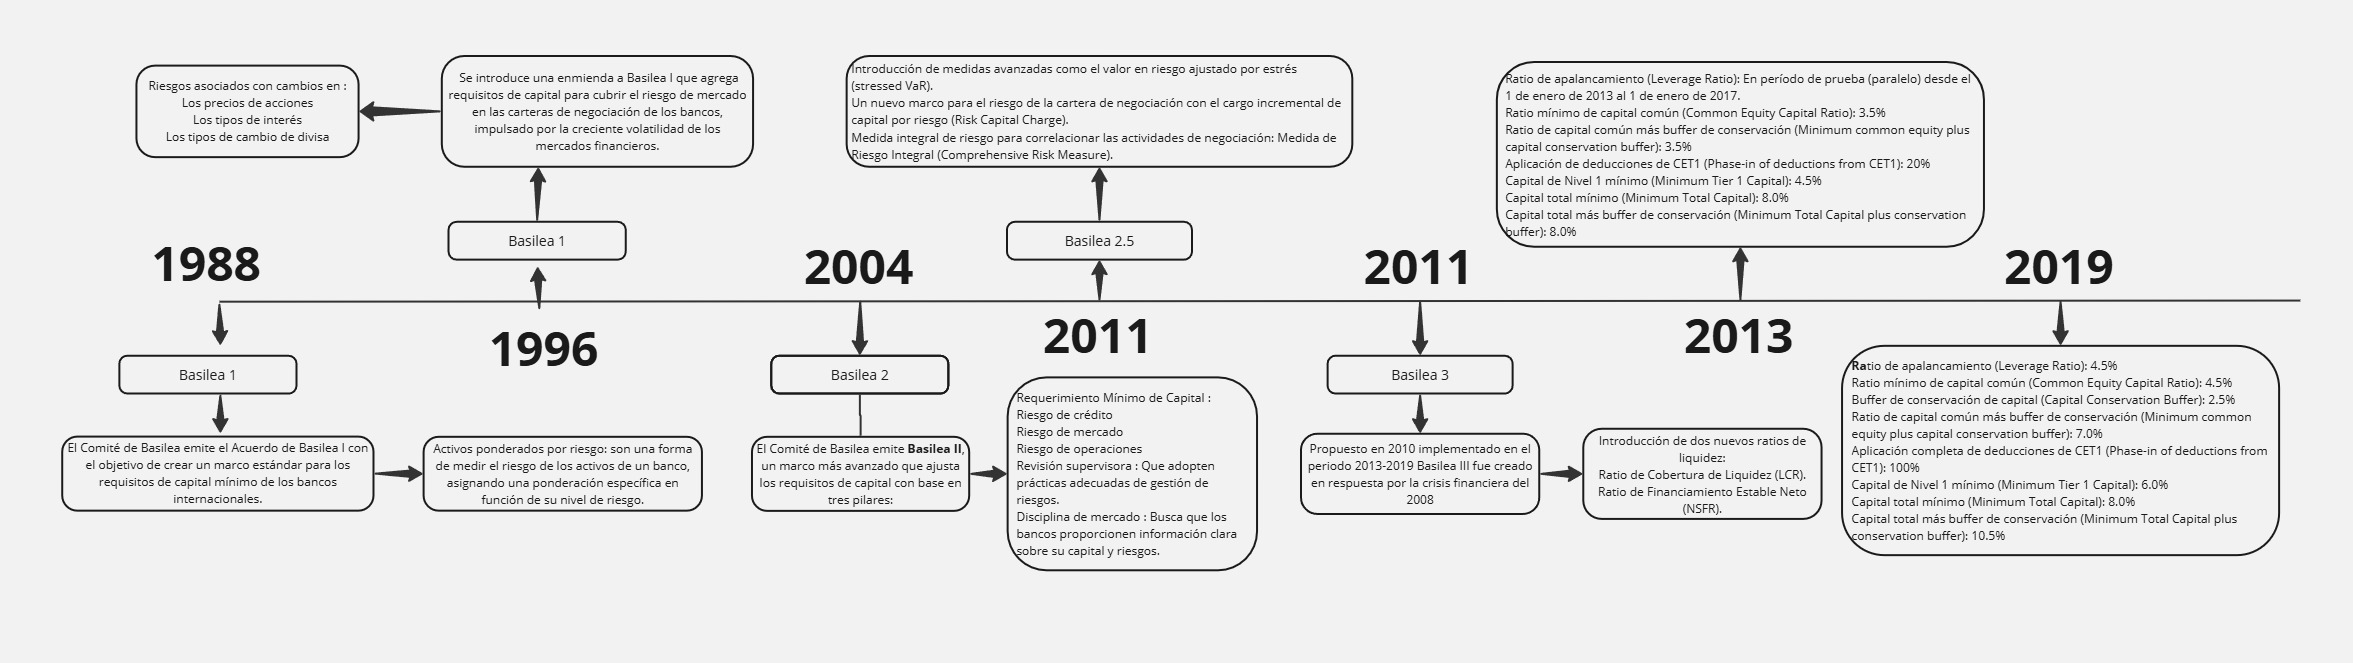 Riesgos asociados con cambios en :
Los precios de acciones
Los tipos de interés
Los tipos de cambio de divisa
Se introduce una enmienda a Basilea I que agrega
requisitos de capital para cubrir el riesgo de mercado
en las carteras de negociación de los bancos,
impulsado por la creciente volatilidad de los
mercados financieros.
Introducción de medidas avanzadas como el valor en riesgo ajustado por estrés
(stressed VaR).
Un nuevo marco para el riesgo de la cartera de negociación con el cargo incremental de
capital por riesgo (Risk Capital Charge).
Medida integral de riesgo para correlacionar las actividades de negociación: Medida de
Riesgo Integral (Comprehensive Risk Measure).
Ratio de apalancamiento (Leverage Ratio): En período de prueba (paralelo) desde el
1 de enero de 2013 al 1 de enero de 2017.
Ratio mínimo de capital común (Common Equity Capital Ratio): 3.5%
Ratio de capital común más buffer de conservación (Minimum common equity plus
capital conservation buffer): 3.5%
Aplicación de deducciones de CET1 (Phase-in of deductions from CET1): 20%
Capital de Nivel 1 mínimo (Minimum Tier 1 Capital): 4.5%
Capital total mínimo (Minimum Total Capital): 8.0%
Capital total más buffer de conservación (Minimum Total Capital plus conservation
buffer): 8.0%
Basilea 1
Basilea 2.5
1988
2004
2011
2019
1996
2011
2013
Basilea 1
Basilea 2
Basilea 3
El Comité de Basilea emite el Acuerdo de Basilea I con
el objetivo de crear un marco estándar para los
requisitos de capital mínimo de los bancos
internacionales.
Activos ponderados por riesgo: son una forma
de medir el riesgo de los activos de un banco,
asignando una ponderación específica en
función de su nivel de riesgo.
El Comité de Basilea emite Basilea II,
un marco más avanzado que ajusta
los requisitos de capital con base en
tres pilares:
Requerimiento Mínimo de Capital :
Riesgo de crédito
Riesgo de mercado
Riesgo de operaciones
Revisión supervisora : Que adopten
prácticas adecuadas de gestión de
riesgos.
Disciplina de mercado : Busca que los
bancos proporcionen información clara
sobre su capital y riesgos.
Propuesto en 2010 implementado en el
periodo 2013-2019 Basilea III fue creado
en respuesta por la crisis financiera del
2008
Introducción de dos nuevos ratios de
liquidez:
Ratio de Cobertura de Liquidez (LCR).
Ratio de Financiamiento Estable Neto
(NSFR).
Ratio de apalancamiento (Leverage Ratio): 4.5%
Ratio mínimo de capital común (Common Equity Capital Ratio): 4.5%
Buffer de conservación de capital (Capital Conservation Buffer): 2.5%
Ratio de capital común más buffer de conservación (Minimum common
equity plus capital conservation buffer): 7.0%
Aplicación completa de deducciones de CET1 (Phase-in of deductions from
CET1): 100%
Capital de Nivel 1 mínimo (Minimum Tier 1 Capital): 6.0%
Capital total mínimo (Minimum Total Capital): 8.0%
Capital total más buffer de conservación (Minimum Total Capital plus
conservation buffer): 10.5%